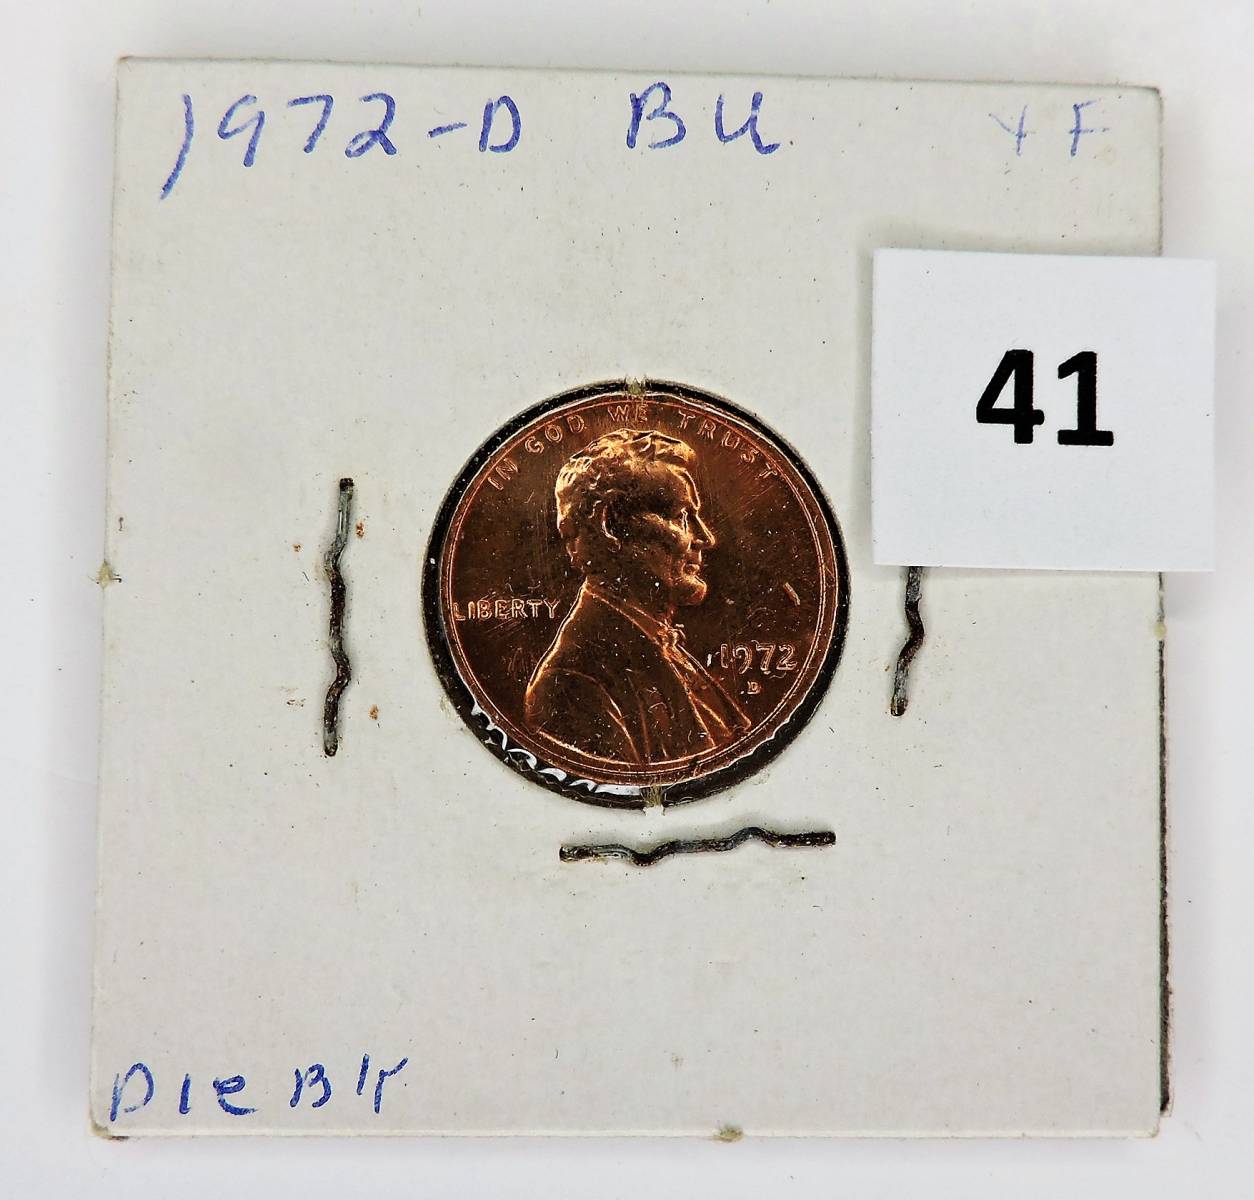 1972-D BU YF
41
IN GOD WE TRUST
LIBERTY
1972
D
Die Bk